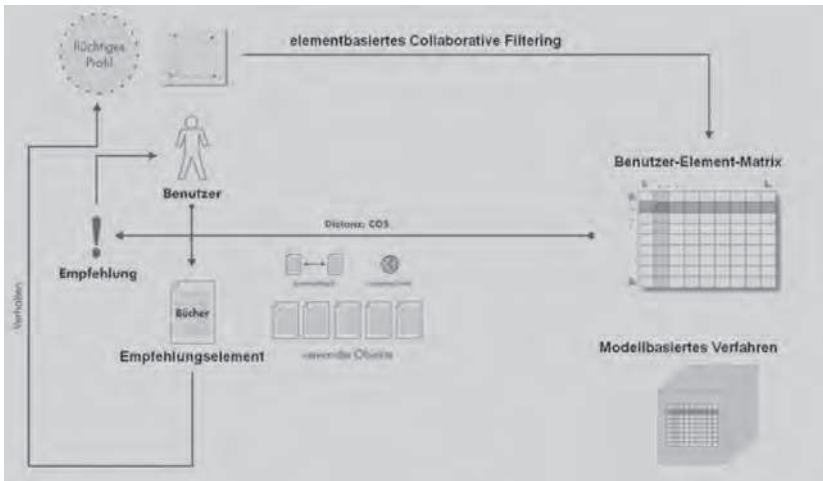 flüchtiges
Profil
elementbasiertes Collaborative Filtering
Benutzer
Benutzer-Element-Matrix
Distanz: COS
Empfehlung
Verhalten
Bücher
Empfehlungselement
verwandte Objekte
Modellbasiertes Verfahren